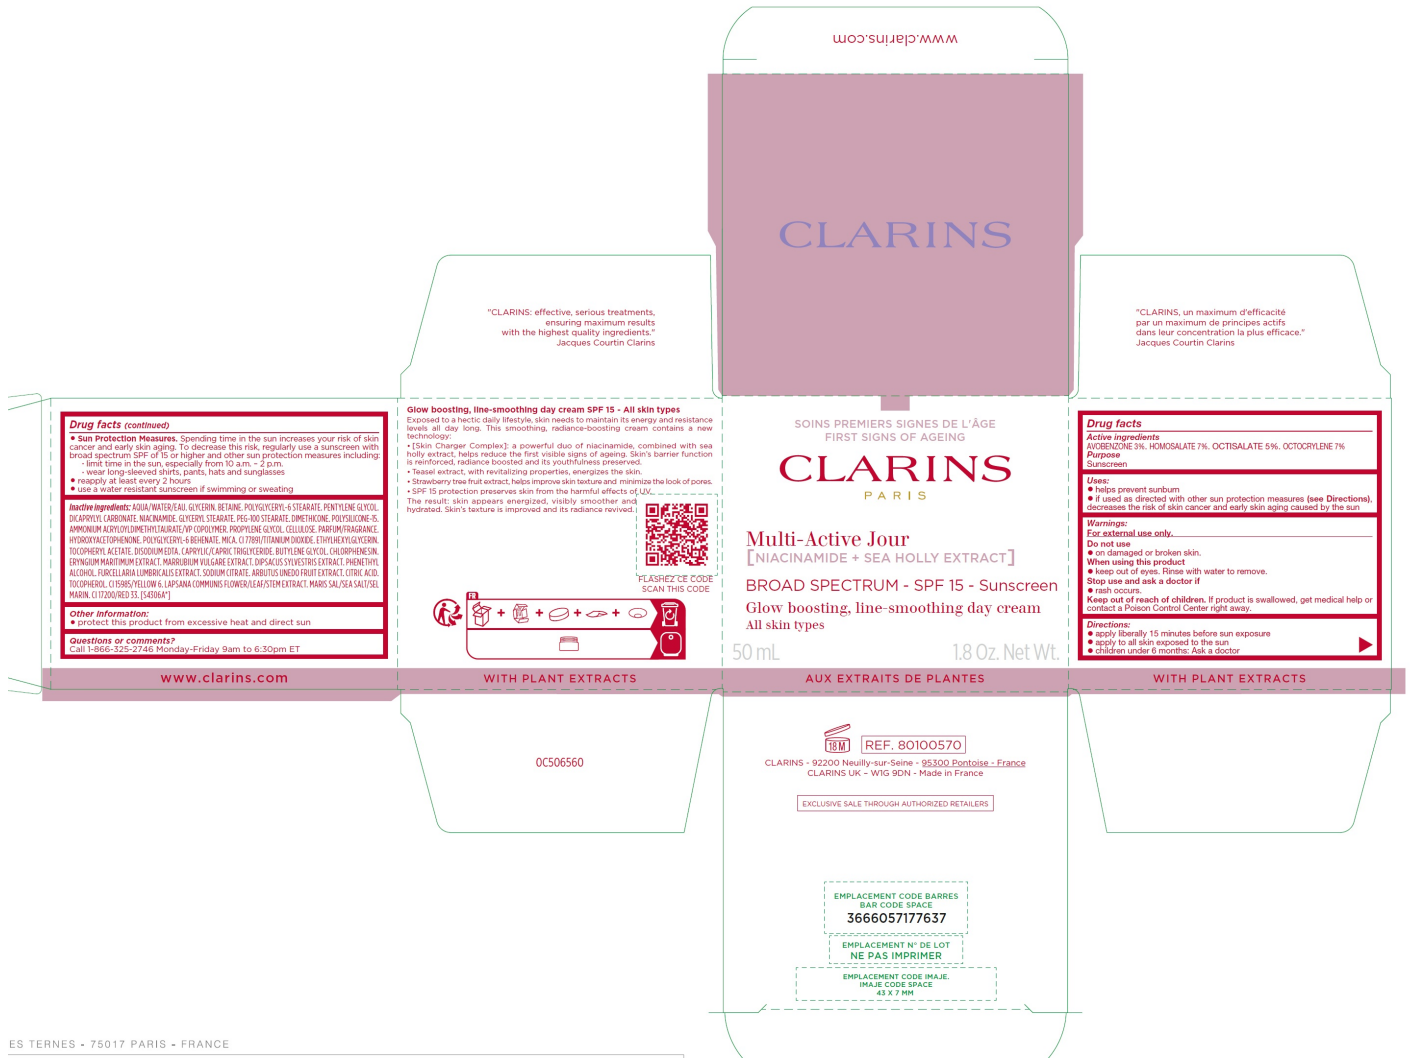 www.clarins.com
CLARINS
"CLARINS: effective, serious treatments,
ensuring maximum results
with the highest quality ingredients."
Jacques Courtin Clarins
"CLARINS, un maximum d'efficacité
par un maximum de principes actifs
dans leur concentration la plus efficace."
Jacques Courtin Clarins
Drug facts (continued)
• Sun Protection Measures. Spending time in the sun increases your risk of skin
cancer and early skin aging. To decrease this risk, regularly use a sunscreen with
broad spectrum SPF of 15 or higher and other sun protection measures including:
- limit time in the sun, especially from 10 a.m. - 2 p.m.
- wear long-sleeved shirts, pants, hats and sunglasses
• reapply at least every 2 hours
• use a water resistant sunscreen if swimming or sweating
Inactive ingredients: AQUA/WATER/EAU. GLYCERIN. BETAINE. POLYGLYCERYL-6 STEARATE. PENTYLENE GLYCOL.
DICAPRYLYL CARBONATE. NIACINAMIDE. GLYCERYL STEARATE. PEG-100 STEARATE. DIMETHICONE. POLYSILICONE-15.
AMMONIUM ACRYLOYLDIMETHYLTAURATE/VP COPOLYMER. PROPYLENE GLYCOL. CELLULOSE. PARFUM/FRAGRANCE.
HYDROXYACETOPHENONE. POLYGLYCERYL-6 BEHENATE. MICA. CI 77891/TITANIUM DIOXIDE. ETHYLHEXYLGLYCERIN.
TOCOPHERYL ACETATE. DISODIUM EDTA. CAPRYLIC/CAPRIC TRIGLYCERIDE. BUTYLENE GLYCOL. CHLORPHENESIN.
ERYNGIUM MARITIMUM EXTRACT. MARRUBIUM VULGARE EXTRACT. DIPSACUS SYLVESTRIS EXTRACT. PHENETHYL
ALCOHOL. FURCELLARIA LUMBRICALIS EXTRACT. SODIUM CITRATE. ARBUTUS UNEDO FRUIT EXTRACT. CITRIC ACID.
TOCOPHEROL. CI 15985/YELLOW 6. LAPSANA COMMUNIS FLOWER/LEAF/STEM EXTRACT. MARIS SAL/SEA SALT/SEL
MARIN. CI 17200/RED 33. [S4306A*]
Other information:
• protect this product from excessive heat and direct sun
Questions or comments?
Call 1-866-325-2746 Monday-Friday 9am to 6:30pm ET
www.clarins.com
Glow boosting, line-smoothing day cream SPF 15 - All skin types
Exposed to a hectic daily lifestyle, skin needs to maintain its energy and resistance
levels all day long. This smoothing, radiance-boosting cream contains a new
technology:
• [Skin Charger Complex]: a powerful duo of niacinamide, combined with sea
holly extract, helps reduce the first visible signs of ageing. Skin's barrier function
is reinforced, radiance boosted and its youthfulness preserved.
• Teasel extract, with revitalizing properties, energizes the skin.
• Strawberry tree fruit extract, helps improve skin texture and minimize the look of pores.
• SPF 15 protection preserves skin from the harmful effects of UV.
The result: skin appears energized, visibly smoother and
hydrated. Skin's texture is improved and its radiance revived.
FLASHEZ CE CODE
SCAN THIS CODE
FR
WITH PLANT EXTRACTS
SOINS PREMIERS SIGNES DE L'ÂGE
FIRST SIGNS OF AGEING
CLARINS
PARIS
Multi-Active Jour
[NIACINAMIDE + SEA HOLLY EXTRACT]
BROAD SPECTRUM - SPF 15 - Sunscreen
Glow boosting, line-smoothing day cream
All skin types
50 mL 1.8 Oz. Net Wt.
AUX EXTRAITS DE PLANTES
Drug facts
Active ingredients
AVOBENZONE 3%. HOMOSALATE 7%. OCTISALATE 5%. OCTOCRYLENE 7%
Purpose
Sunscreen
Uses:
• helps prevent sunburn
• if used as directed with other sun protection measures (see Directions),
decreases the risk of skin cancer and early skin aging caused by the sun
Warnings:
For external use only.
Do not use
• on damaged or broken skin.
When using this product
• keep out of eyes. Rinse with water to remove.
Stop use and ask a doctor if
• rash occurs.
Keep out of reach of children. If product is swallowed, get medical help or
contact a Poison Control Center right away.
Directions:
• apply liberally 15 minutes before sun exposure
• apply to all skin exposed to the sun
• children under 6 months: Ask a doctor
WITH PLANT EXTRACTS
0C506560
18 M
REF. 80100570
CLARINS - 92200 Neuilly-sur-Seine - 95300 Pontoise - France
CLARINS UK – W1G 9DN - Made in France
EXCLUSIVE SALE THROUGH AUTHORIZED RETAILERS
EMPLACEMENT CODE BARRES
BAR CODE SPACE
3666057177637
EMPLACEMENT N° DE LOT
NE PAS IMPRIMER
EMPLACEMENT CODE IMAJE.
IMAJE CODE SPACE
43 X 7 MM
ES TERNES - 75017 PARIS - FRANCE